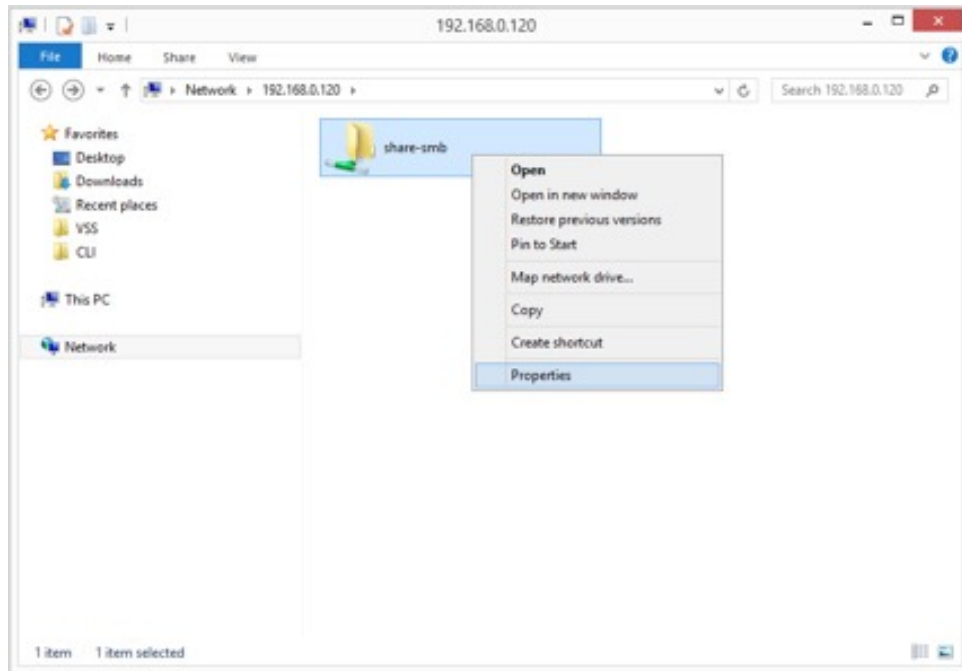 192.168.0.120
File Home Share View
Network 192.168.0.120
Search 192.168.0.120
Favorites
Desktop
Downloads
Recent places
VSS
CLI
This PC
Network
share-smb
Open
Open in new window
Restore previous versions
Pin to Start
Map network drive...
Copy
Create shortcut
Properties
1 item 1 item selected